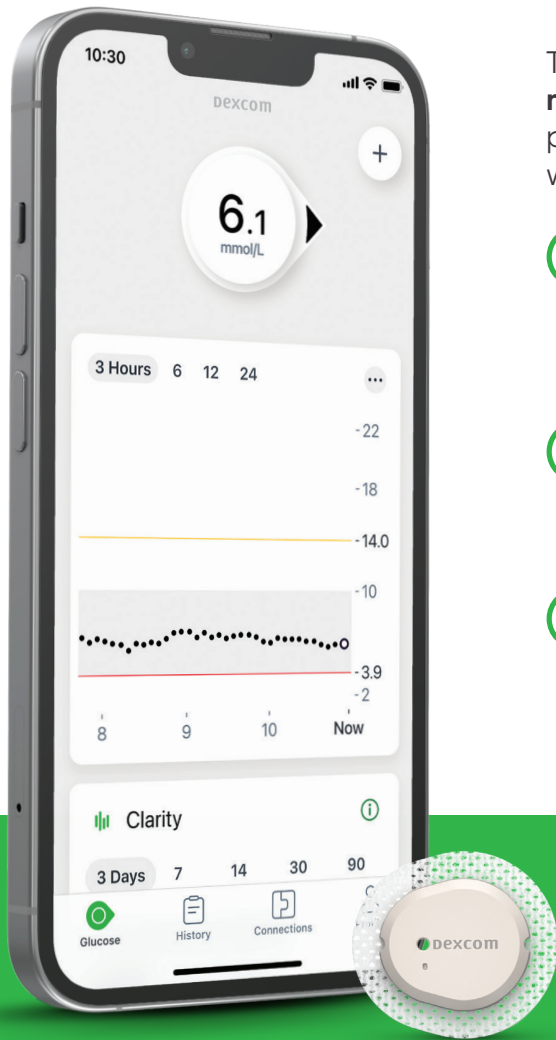 10:30
Dexcom
+
6.1
mmol/L
3 Hours 6 12 24
22
18
14.0
10
3.9
2
8 9 10 Now
Clarity
3 Days 7 14 30 90
Glucose History Connections
Dexcom